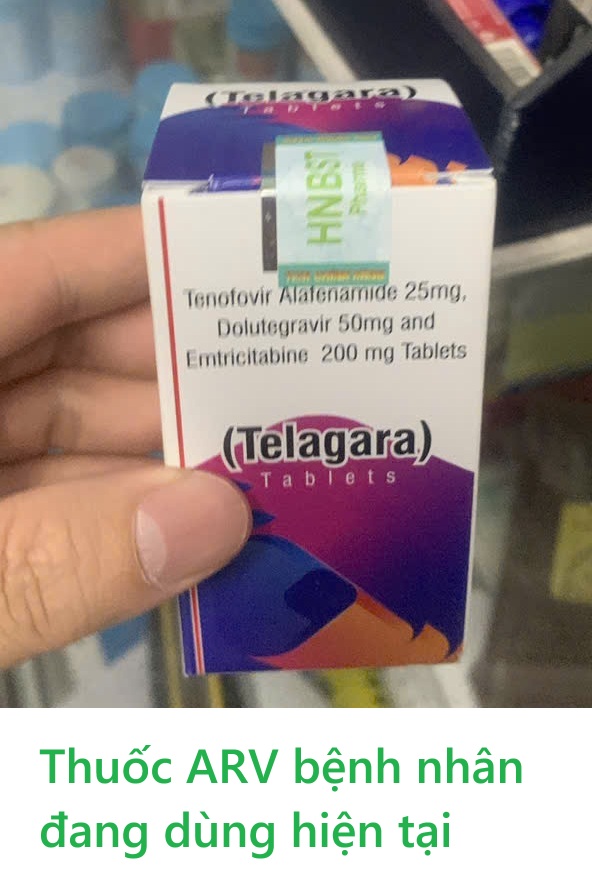 (Telagara)
Tablets
HNBST
Pharma
Tenofovir Alafenamide 25mg,
Dolutegravir 50mg and
Emtricitabine 200 mg Tablets
(Telagara)
Tablets
Thuốc ARV bệnh nhân
đang dùng hiện tại